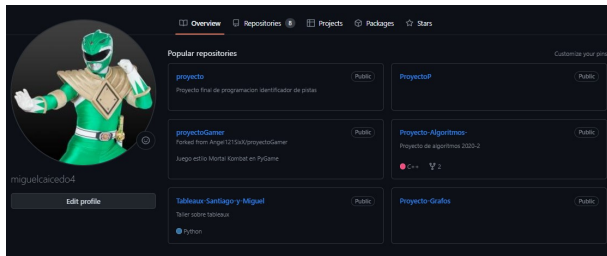 Overview Repositories 8 Projects Packages Stars
Popular repositories
Customize your pins
proyecto Public
Proyecto final de programacion identificador de pistas
ProyectoP Public
proyectoGamer Public
Forked from Angel121SixX/proyectoGamer
Juego estilo Mortal Kombat en PyGame
Proyecto-Algoritmos- Public
Proyecto de algoritmos 2020-2
C++ 2
miguelcaicedo4
Edit profile
Tableaux-Santiago-y-Miguel Public
Taller sobre tableaux
Python
Proyecto-Grafos Public